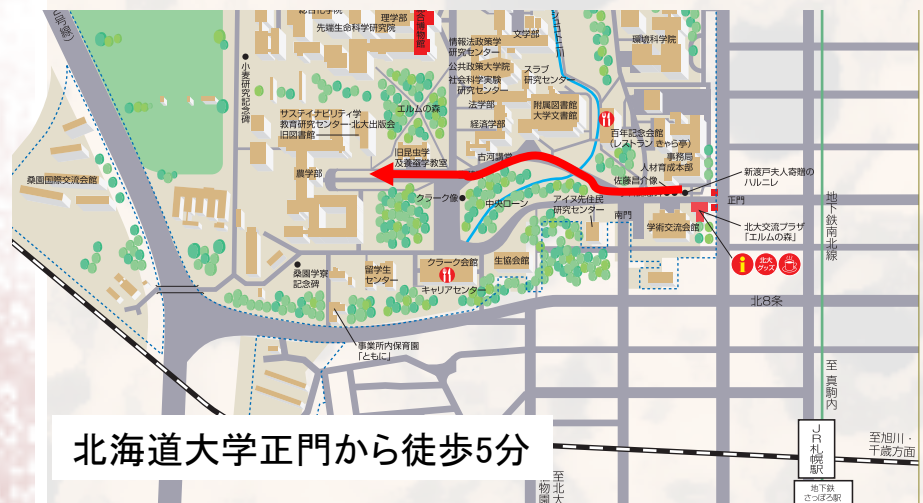 理学部
先端生命科学研究院
文学部
環境科学院
情報法政策学
研究センター
公共政策大学院
社会科学実験
研究センター
スラブ
研究センター
法学部
経済学部
附属図書館
大学文書館
小麦研究記念碑
エルムの森
サステイナビリティ学
教育研究センター・北大出版会
旧図書館
旧昆虫学
及養蚕学教室
古河講堂
百年記念会館
(レストラン きゃら亭)
事務局
人材育成本部
佐藤昌介像
新渡戸夫人寄贈の
ハルニレ
桑園国際交流会館
農学部
クラーク像
中央ローン
アイヌ先住民
研究センター
南門
正門
学術交流会館
北大交流プラザ
「エルムの森」
地下鉄南北線
桑園学寮
記念碑
留学生
センター
クラーク会館
キャリアセンター
生協会館
i
北大
グッズ
北8条
事業所内保育園
「ともに」
至 真駒内
北海道大学正門から徒歩5分
JR札幌駅
至旭川・
千歳方面
地下鉄
さっぽろ駅